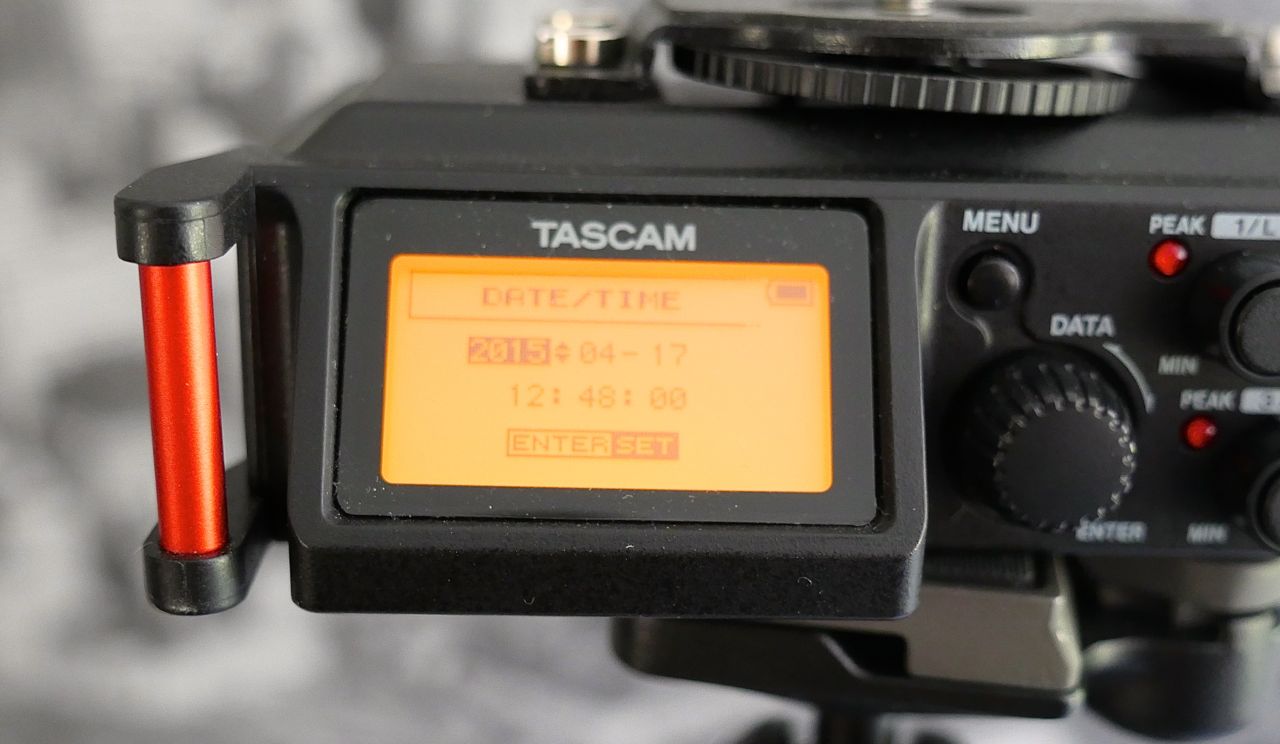 TASCAM
DATE/TIME
2015 04-17
12:48:00
ENTER SET
MENU
PEAK 1/L
DATA
MIN
PEAK
ENTER
MIN